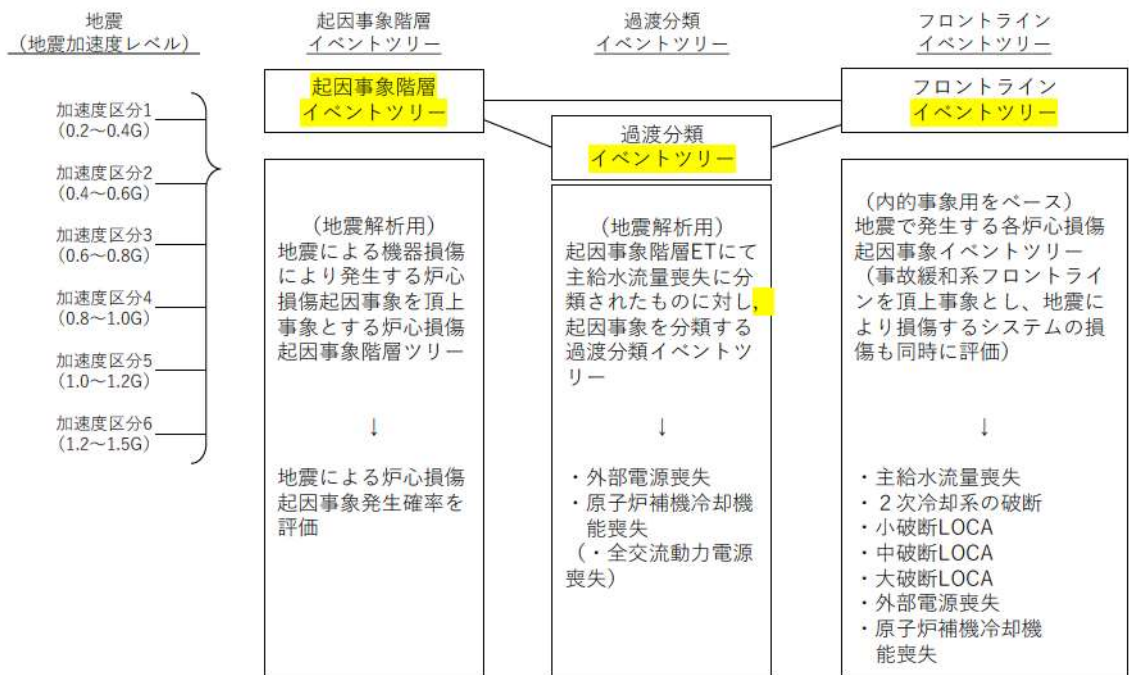 地震
(地震加速度レベル)
起因事象階層
イベントツリー
過渡分類
イベントツリー
フロントライン
イベントツリー
加速度区分1
(0.2～0.4G)
加速度区分2
(0.4～0.6G)
加速度区分3
(0.6～0.8G)
加速度区分4
(0.8～1.0G)
加速度区分5
(1.0～1.2G)
加速度区分6
(1.2～1.5G)
起因事象階層
イベントツリー
(地震解析用)
地震による機器損傷
により発生する炉心
損傷起因事象を頂上
事象とする炉心損傷
起因事象階層ツリー
↓
地震による炉心損傷
起因事象発生確率を
評価
過渡分類
イベントツリー
(地震解析用)
起因事象階層ETにて
主給水流量喪失に分
類されたものに対し,
起因事象を分類する
過渡分類イベントツ
リー
↓
・外部電源喪失
・原子炉補機冷却機
能喪失
(・全交流動力電源
喪失)
フロントライン
イベントツリー
(内的事象用をベース)
地震で発生する各炉心損傷
起因事象イベントツリー
(事故緩和系フロントライ
ンを頂上事象とし、地震に
より損傷するシステムの損
傷も同時に評価)
↓
・主給水流量喪失
・２次冷却系の破断
・小破断LOCA
・中破断LOCA
・大破断LOCA
・外部電源喪失
・原子炉補機冷却機
能喪失